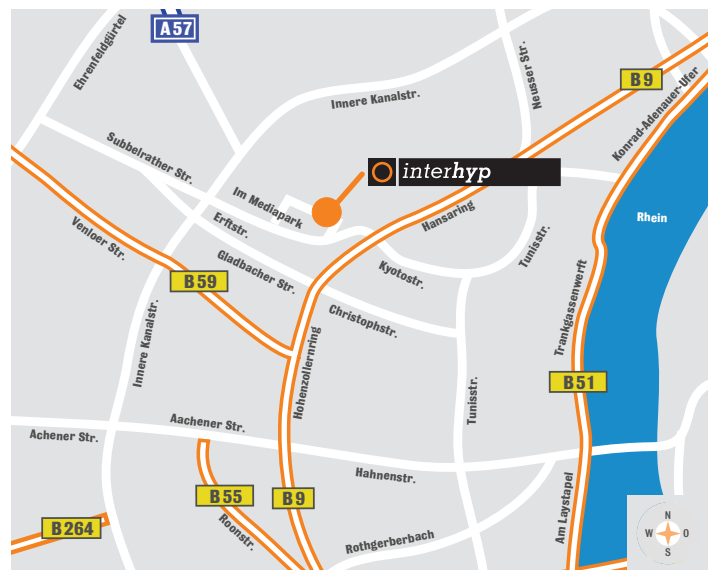 A57
Ehrenfeldgürtel
Neusser Str.
B9
Innere Kanalstr.
Konrad-Adenauer-Ufer
Subbelrather Str.
interhyp
Im Mediapark
Hansaring
Rhein
Erftstr.
Venloer Str.
Tunisstr.
Gladbacher Str.
Kyotostr.
B59
Trankgassenwerft
Christophstr.
Innere Kanalstr.
Hohenzollernring
B51
Tunisstr.
Aachener Str.
Achener Str.
Hahnenstr.
B55
B9
Am Laystapel
B264
Roonstr.
Rothgerberbach
N
W O
S